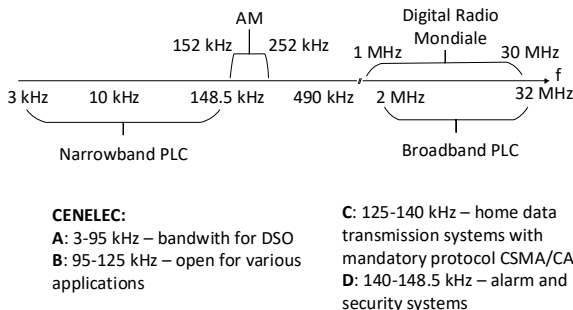 AM
Digital Radio
Mondiale
152 kHz 252 kHz
1 MHz 30 MHz
f
3 kHz 10 kHz 148.5 kHz 490 kHz 2 MHz 32 MHz
Narrowband PLC
Broadband PLC
CENELEC:
A: 3-95 kHz – bandwith for DSO
B: 95-125 kHz – open for various
applications
C: 125-140 kHz – home data
transmission systems with
mandatory protocol CSMA/CA
D: 140-148.5 kHz – alarm and
security systems